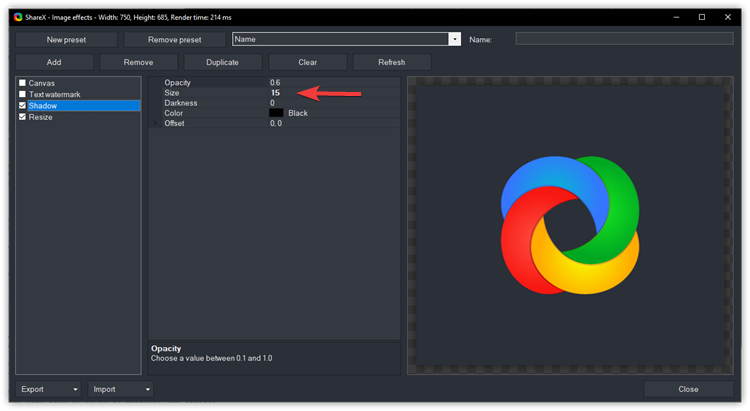 ShareX - Image effects - Width: 750, Height: 685, Render time: 214 ms
New preset Remove preset Name Name:
Add Remove Duplicate Clear Refresh
Canvas
Text watermark
Shadow
Resize
Opacity 0.6
Size 15
Darkness 0
Color Black
Offset 0, 0
Opacity
Choose a value between 0.1 and 1.0
Export Import Close